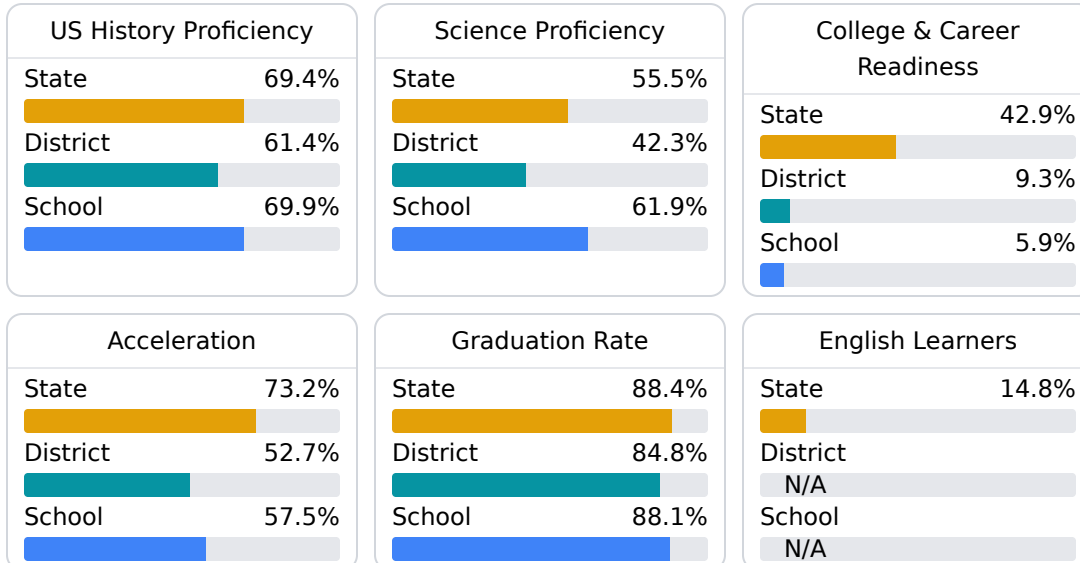 US History Proficiency
State 69.4%
District 61.4%
School 69.9%
Science Proficiency
State 55.5%
District 42.3%
School 61.9%
College & Career
Readiness
State 42.9%
District 9.3%
School 5.9%
Acceleration
State 73.2%
District 52.7%
School 57.5%
Graduation Rate
State 88.4%
District 84.8%
School 88.1%
English Learners
State 14.8%
District
N/A
School
N/A